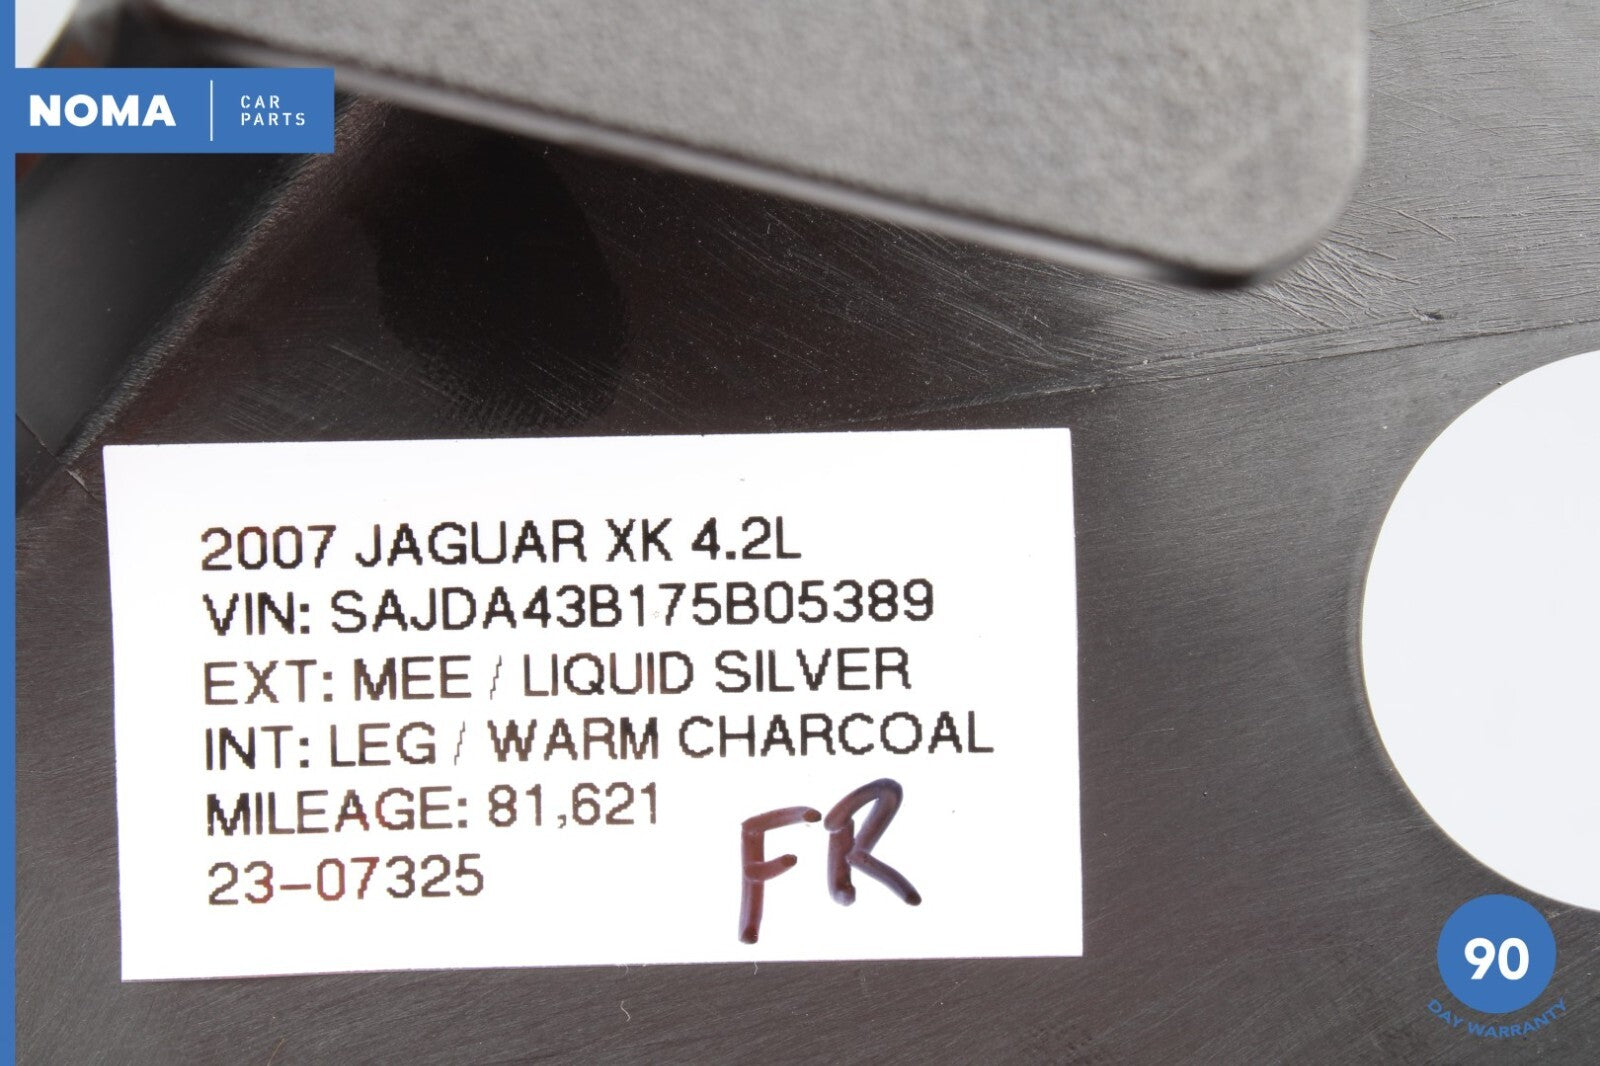 NOMA
CAR
PARTS
2007 JAGUAR XK 4.2L
VIN: SAJDA43B175B05389
EXT: MEE / LIQUID SILVER
INT: LEG / WARM CHARCOAL
MILEAGE: 81,621
23-07325
FR
90
DAY WARRANTY